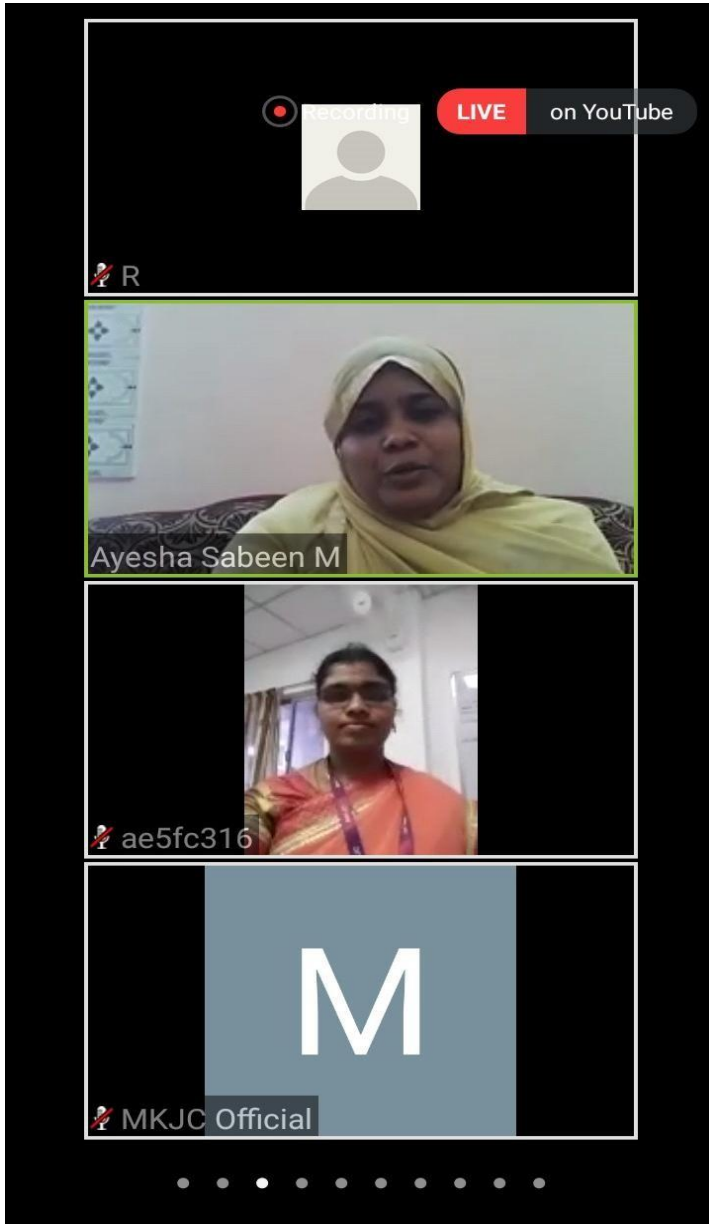 Recording
LIVE on YouTube
R
Ayesha Sabeen M
ae5fc316
M
MKJC Official